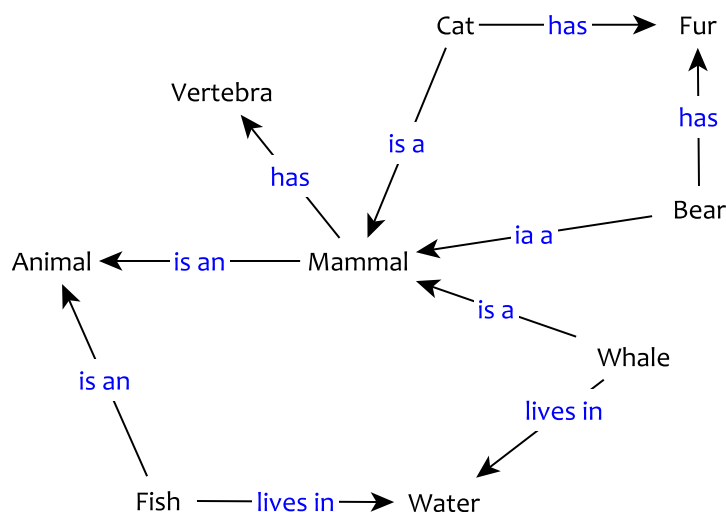 Cat
has
Fur
Vertebra
has
is a
has
Bear
ia a
Animal
is an
Mammal
is a
Whale
is an
lives in
Fish
lives in
Water